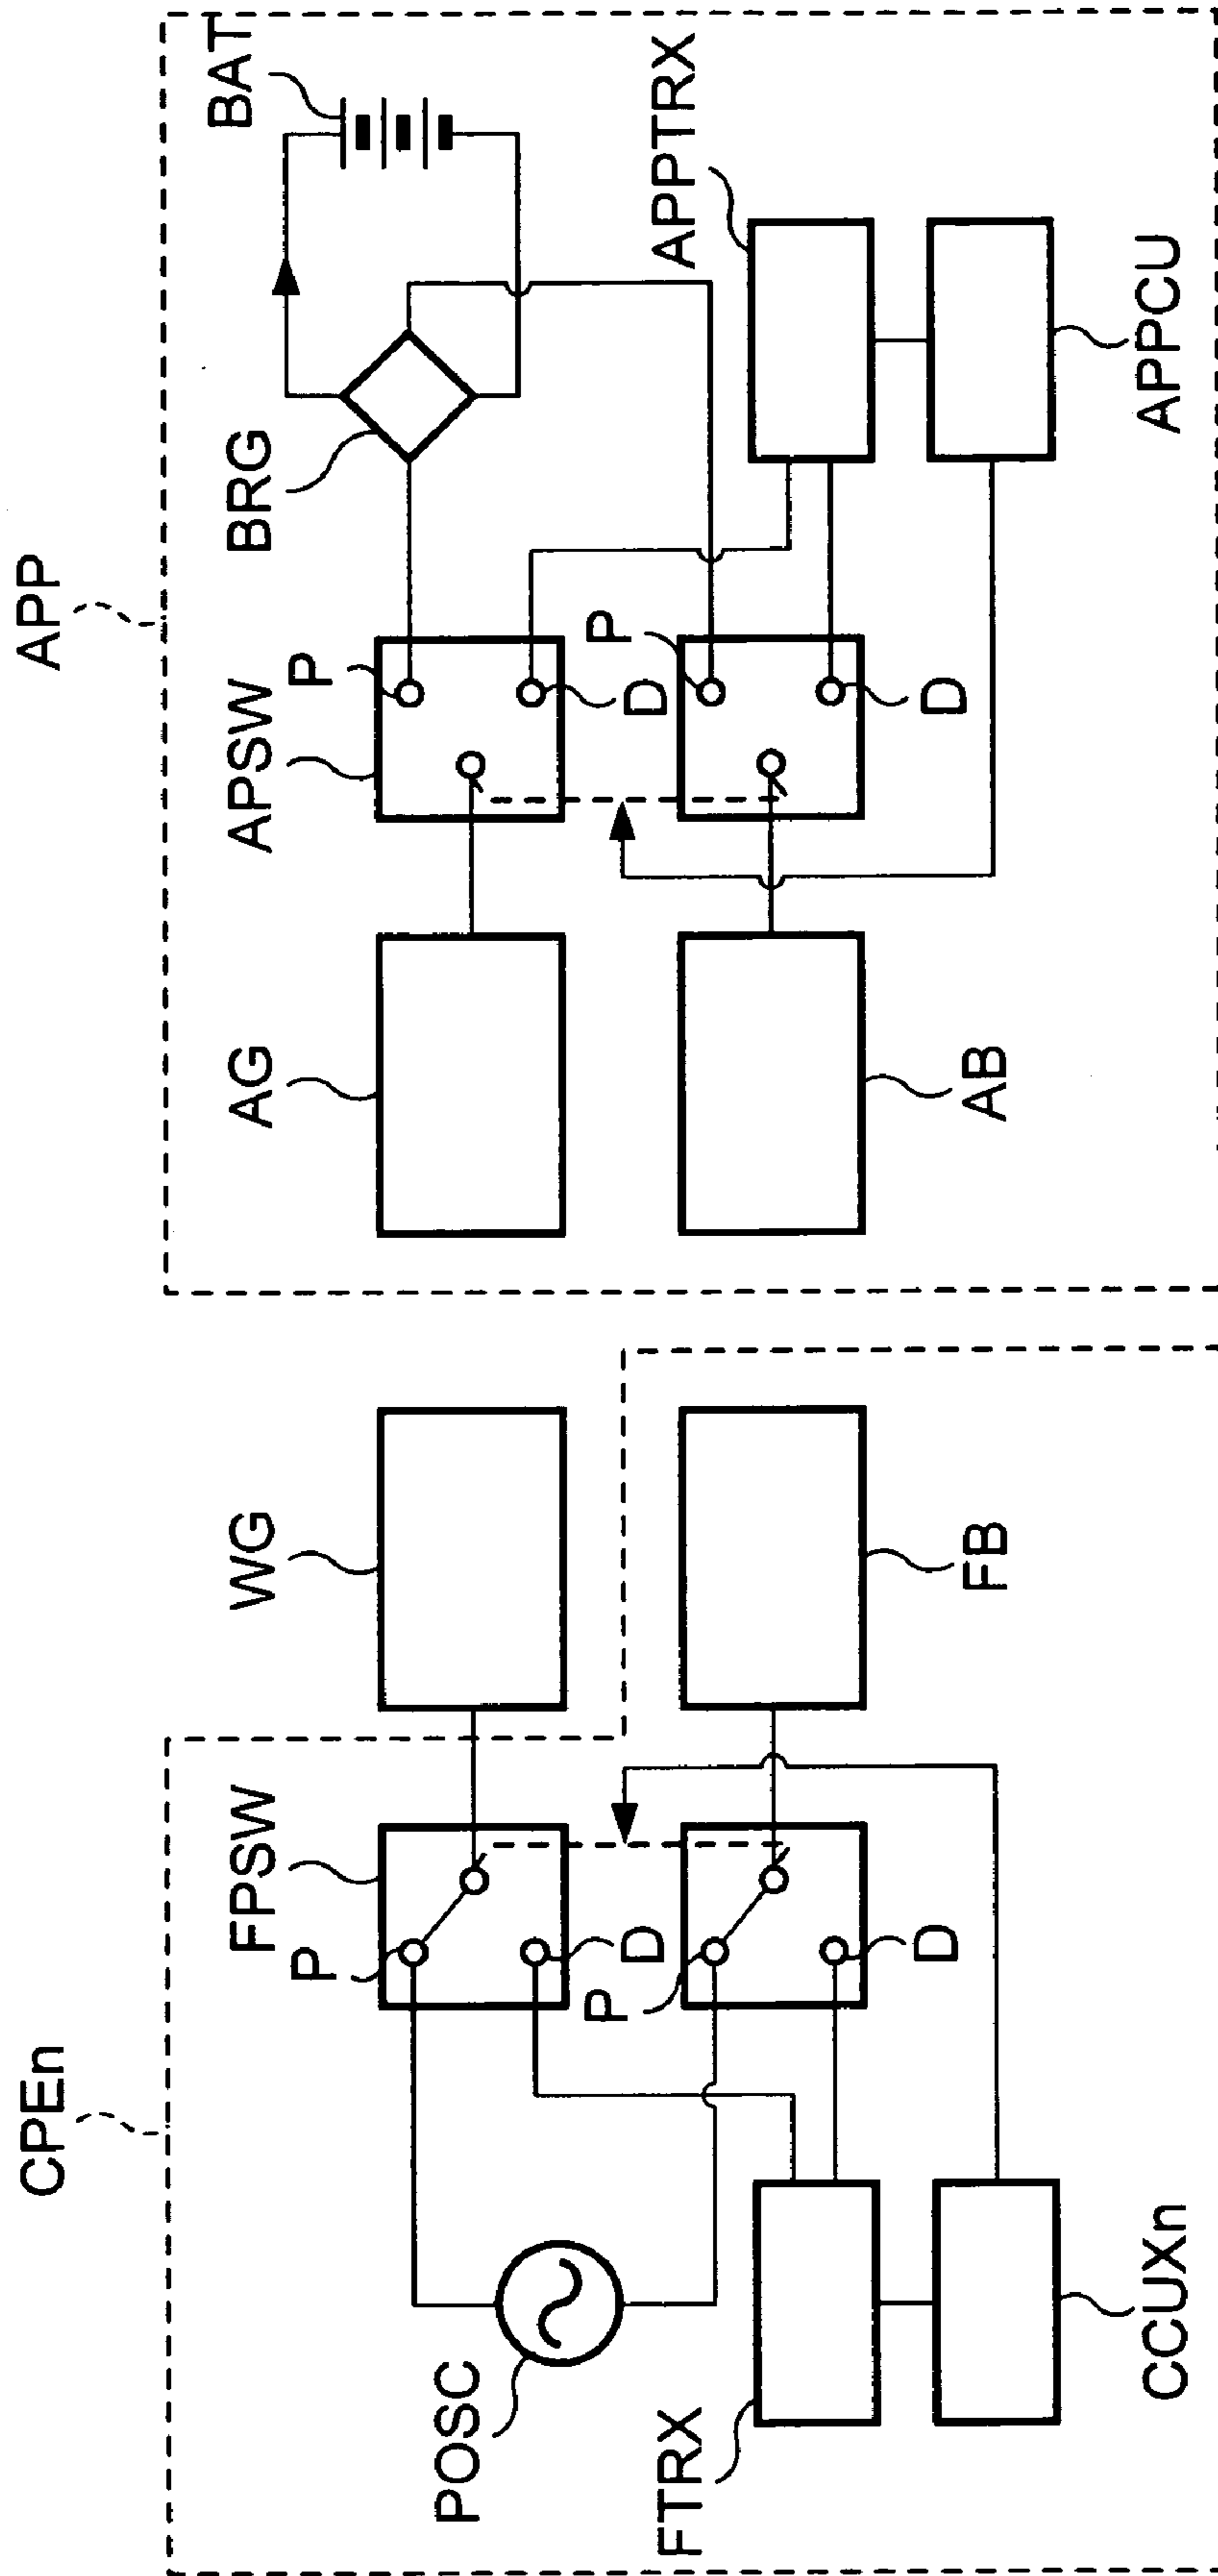 CPEn
APP
POSC
P
FPSW
WG
AG
APSW
P
BRG
BAT
D
P
D
P
FTRX
D
FB
AB
D
APPTRX
CCUXn
APPCU